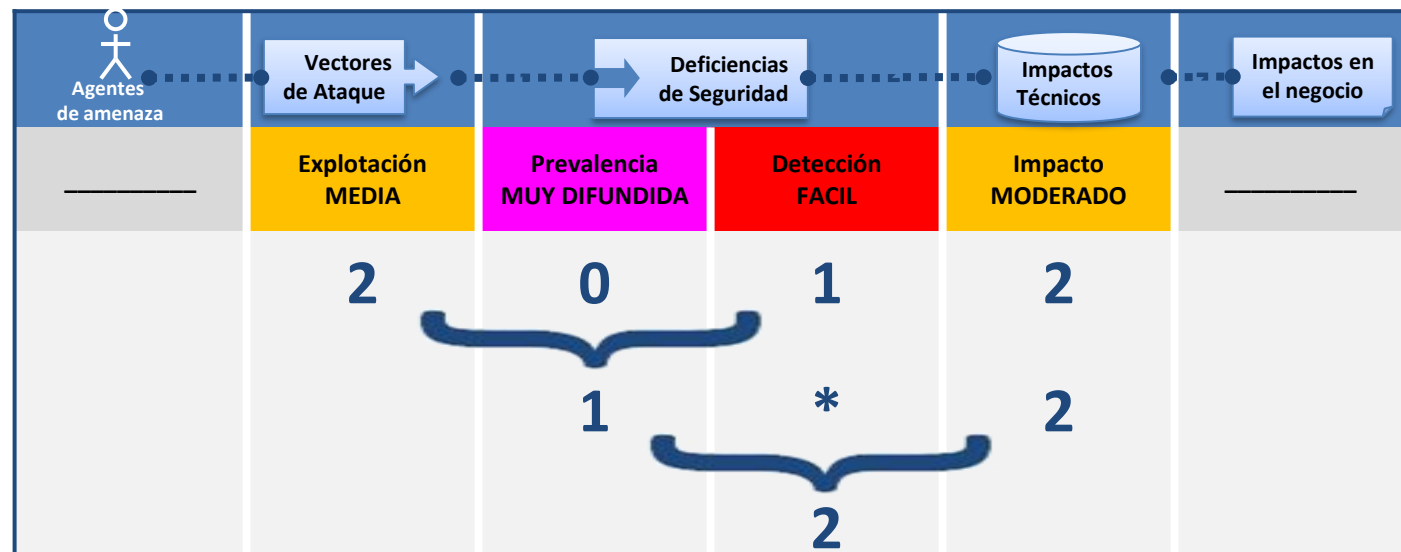 Agentes
de amenaza
Vectores
de Ataque
Deficiencias
de Seguridad
Impactos
Técnicos
Impactos en
el negocio
__________
Explotación
MEDIA
Prevalencia
MUY DIFUNDIDA
Detección
FACIL
Impacto
MODERADO
__________
2 0 1 2
1 * 2
2